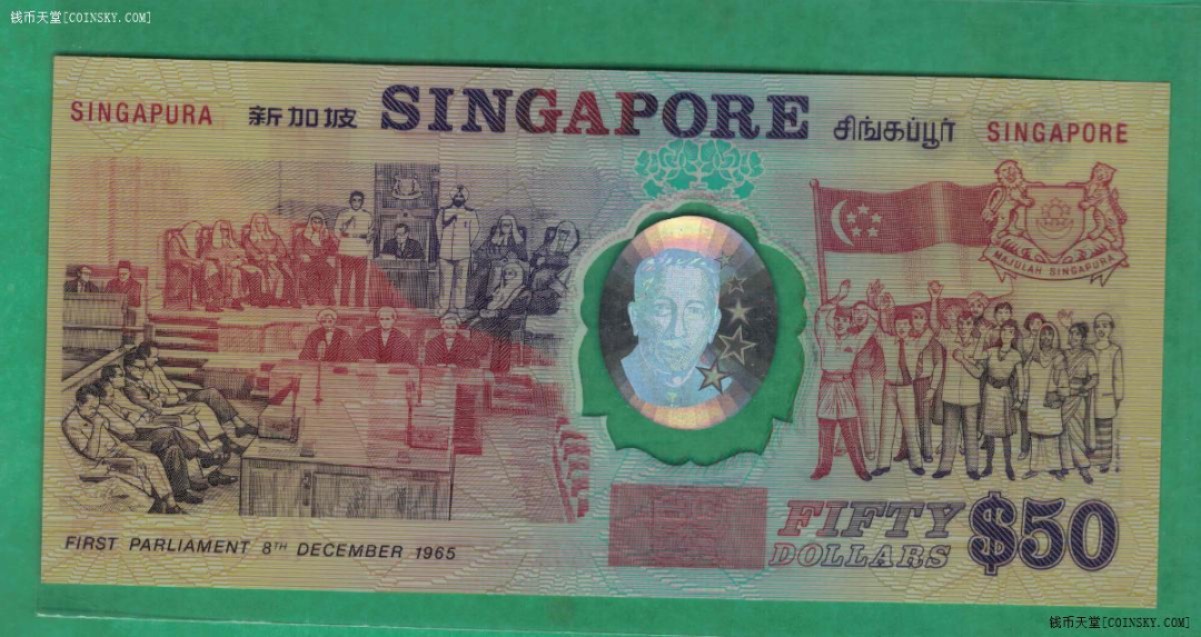 钱币天堂[COINSKY.COM]
SINGAPURA 新加坡 SINGAPORE சிங்கப்பூர் SINGAPORE
MAJULAH SINGAPURA
FIFTY $50
DOLLARS
FIRST PARLIAMENT 8TH DECEMBER 1965
钱币天堂[COINSKY.COM]